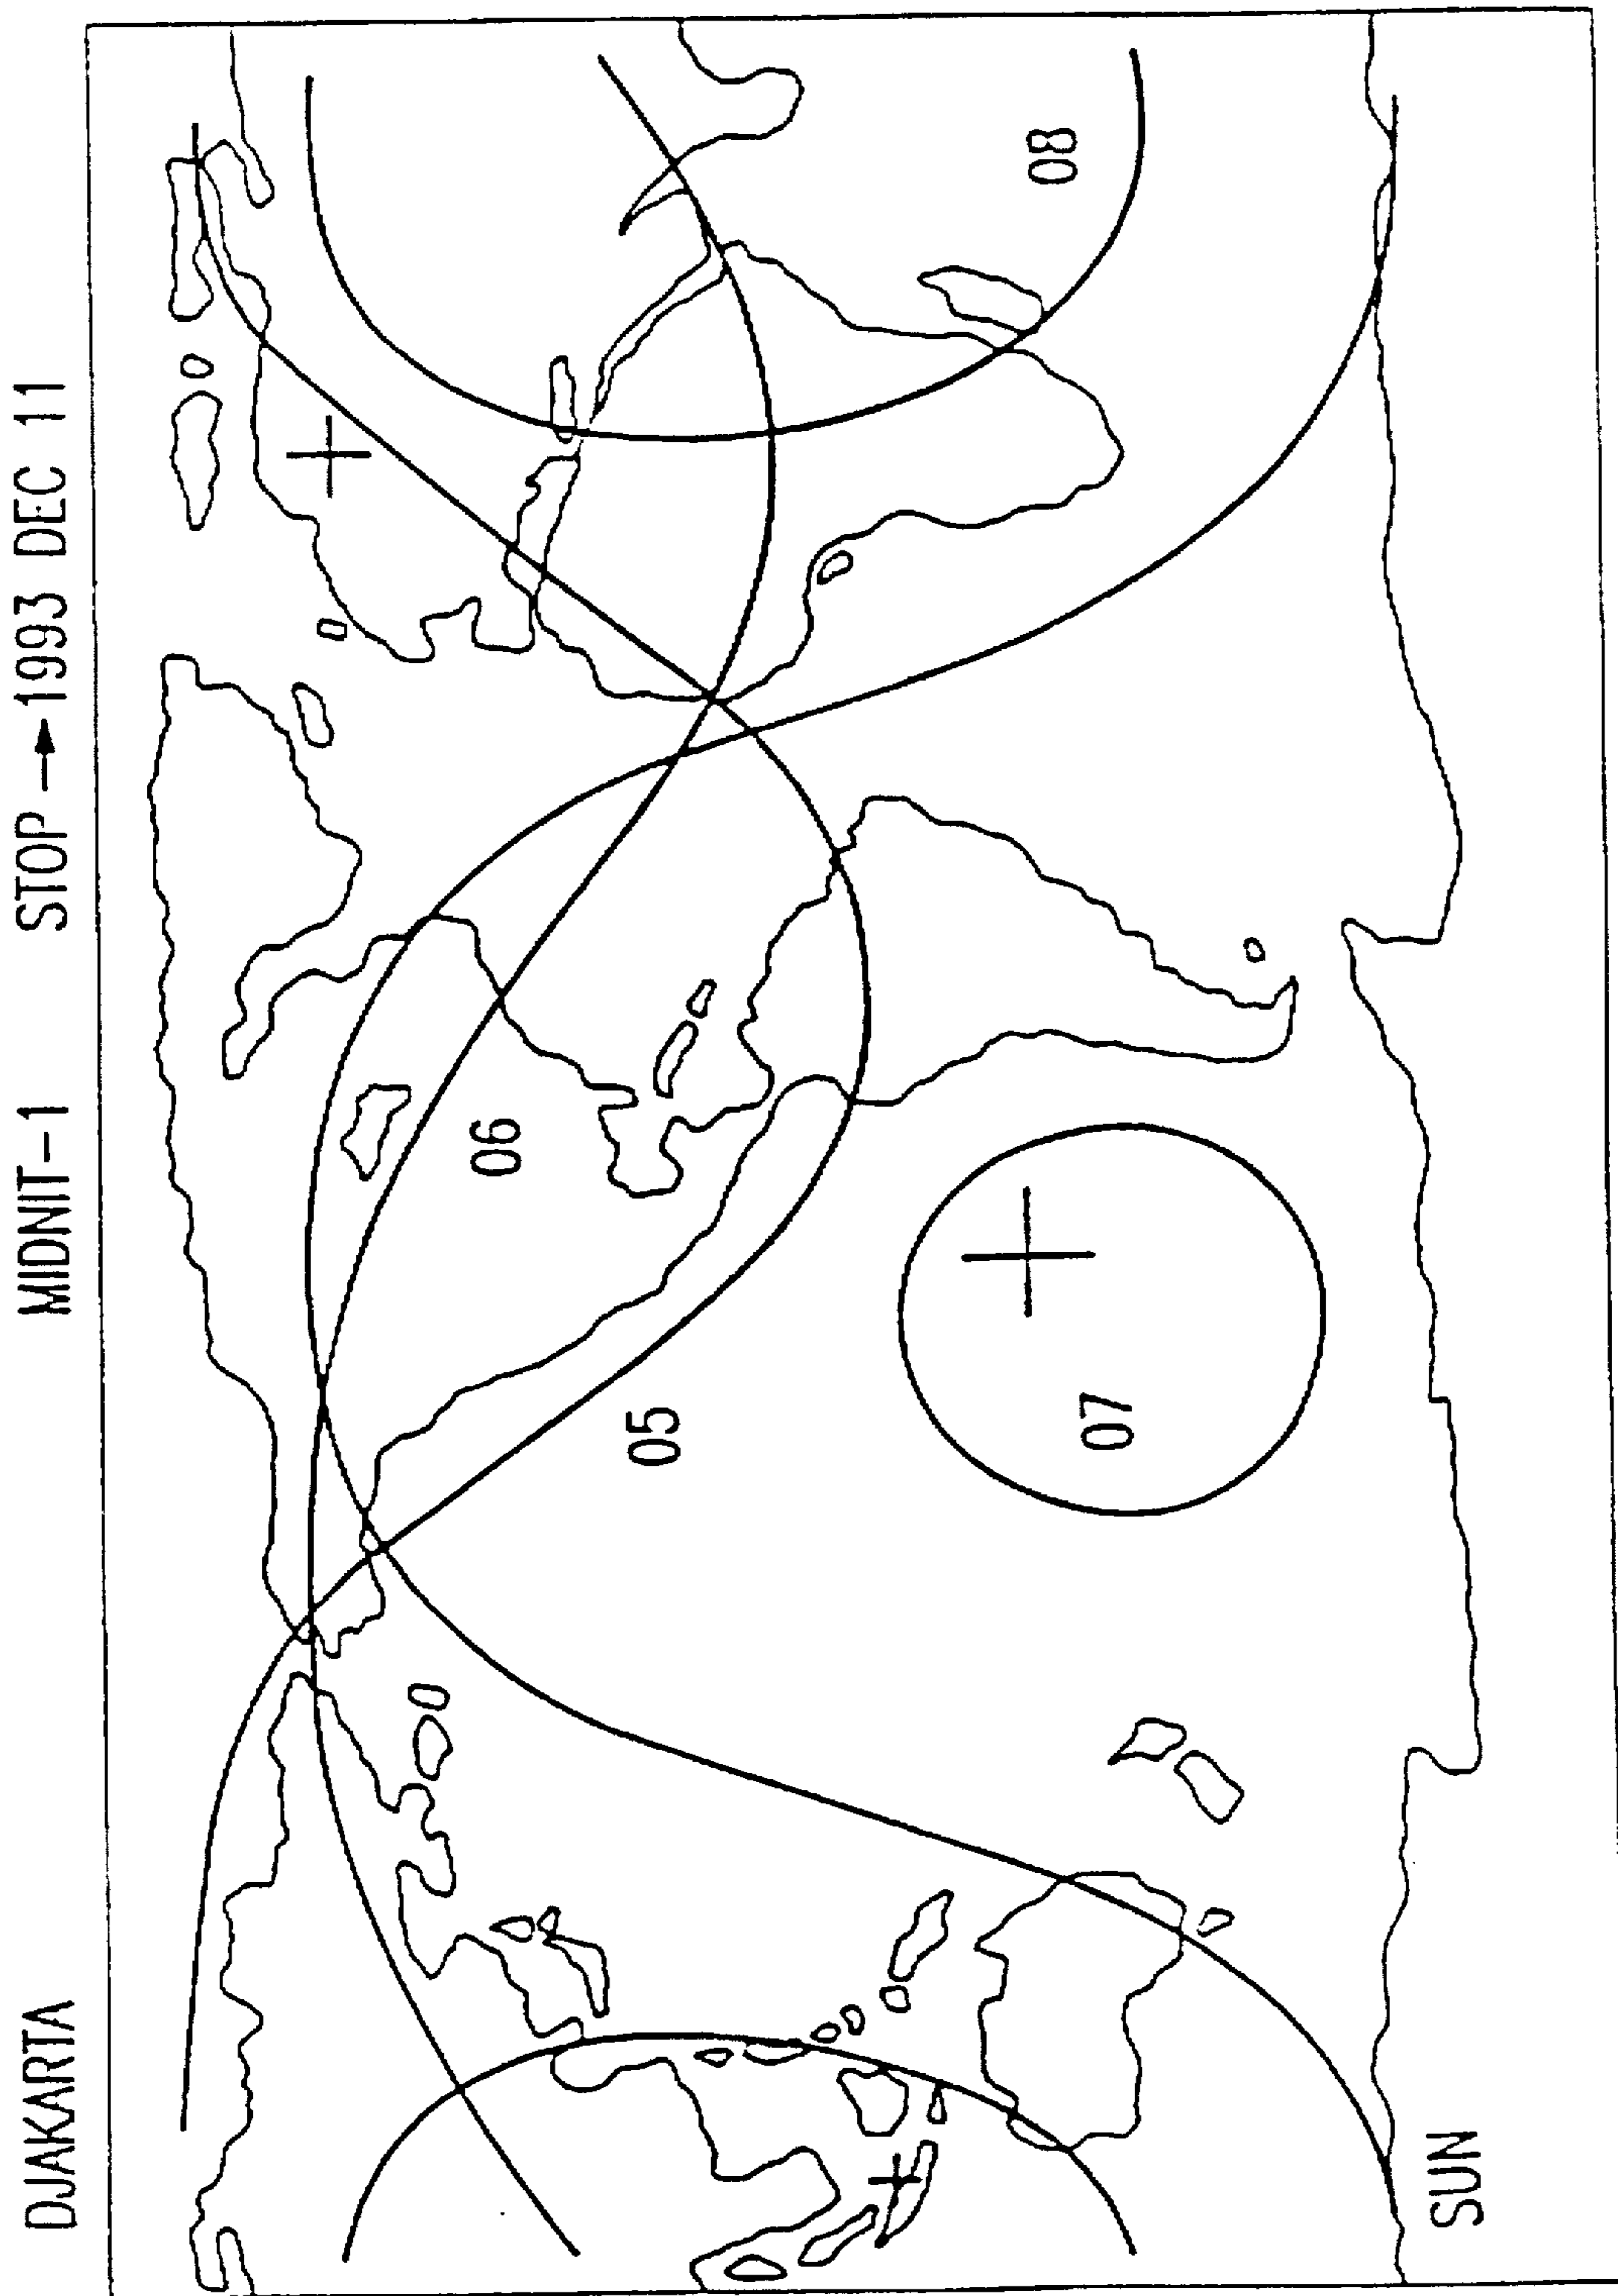 DJAKARTA MIDNIT-1 STOP→1993 DEC 11
06
08
05
07
SUN